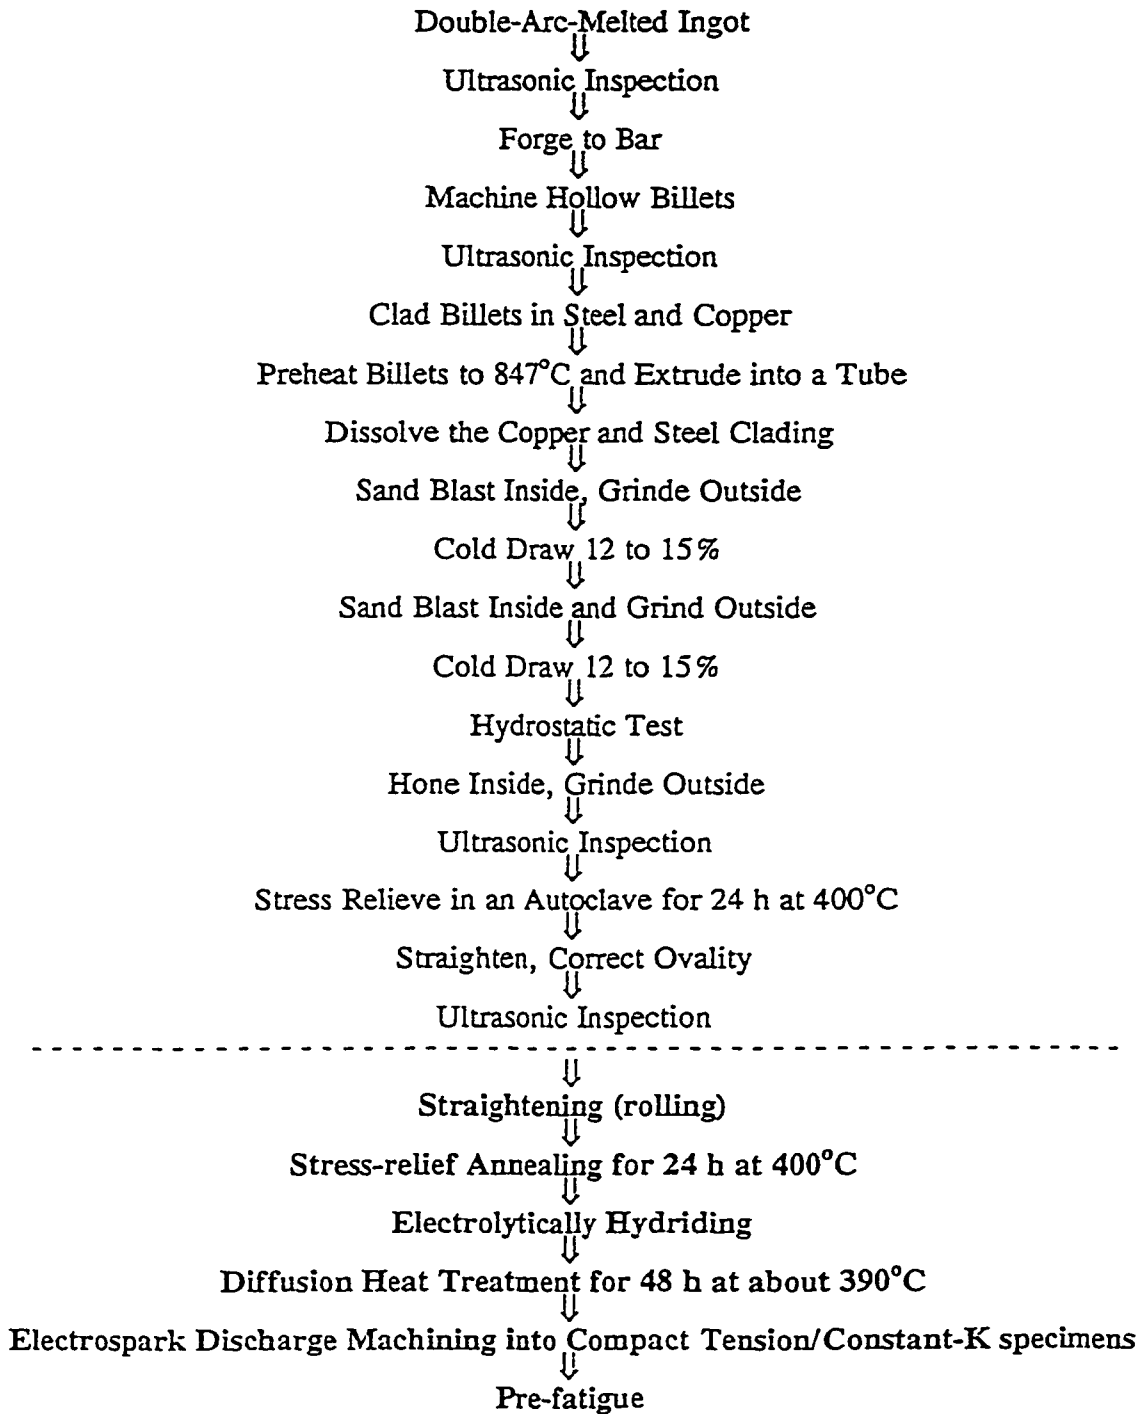 Double-Arc-Melted Ingot
Ultrasonic Inspection
Forge to Bar
Machine Hollow Billets
Ultrasonic Inspection
Clad Billets in Steel and Copper
Preheat Billets to 847°C and Extrude into a Tube
Dissolve the Copper and Steel Clading
Sand Blast Inside, Grinde Outside
Cold Draw 12 to 15%
Sand Blast Inside and Grind Outside
Cold Draw 12 to 15%
Hydrostatic Test
Hone Inside, Grinde Outside
Ultrasonic Inspection
Stress Relieve in an Autoclave for 24 h at 400°C
Straighten, Correct Ovality
Ultrasonic Inspection
Straightening (rolling)
Stress-relief Annealing for 24 h at 400°C
Electrolytically Hydriding
Diffusion Heat Treatment for 48 h at about 390°C
Electrospark Discharge Machining into Compact Tension/Constant-K specimens
Pre-fatigue